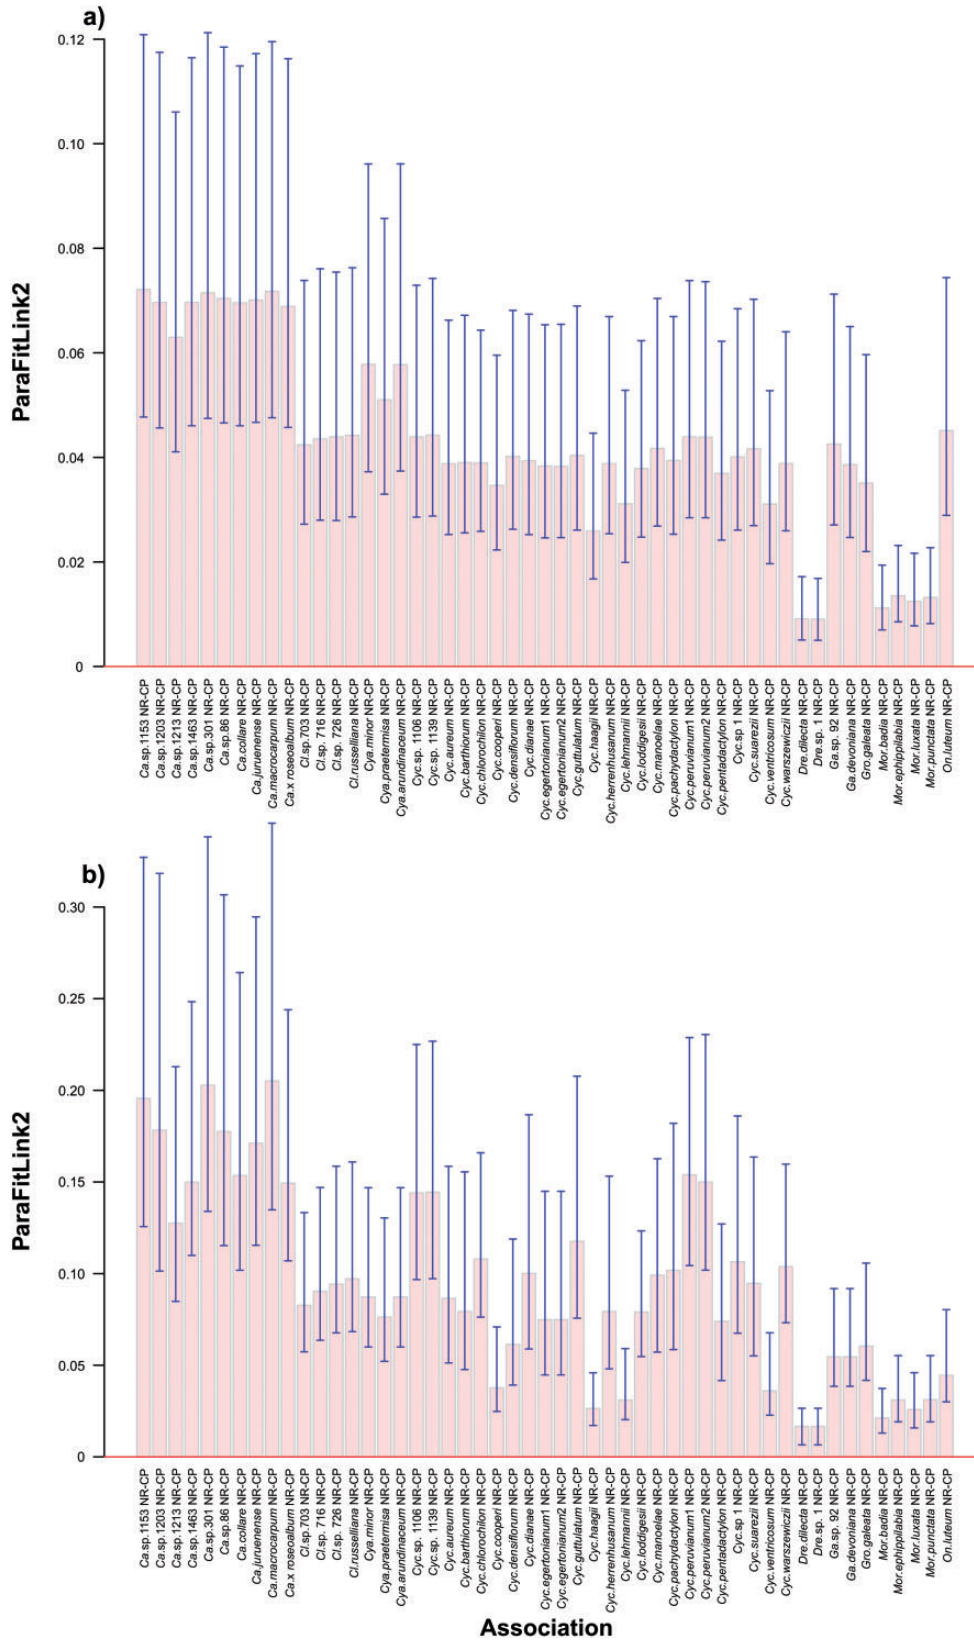 a)
0.12
0.10
0.08
0.06
0.04
0.02
0
ParaFitLink2
Ca.sp.1153 NR-CP
Ca.sp.1203 NR-CP
Ca.sp.1213 NR-CP
Ca.sp.1463 NR-CP
Ca.sp.301 NR-CP
Ca.sp.86 NR-CP
Ca.collare NR-CP
Ca.juruenense NR-CP
Ca.macrocarpum NR-CP
Ca.x roseoalbum NR-CP
Cl.sp.703 NR-CP
Cl.sp. 716 NR-CP
Cl.sp. 726 NR-CP
Cl.russelliana NR-CP
Cya.minor NR-CP
Cya.praetermisa NR-CP
Cya.arundinaceum NR-CP
Cyc.sp. 1106 NR-CP
Cyc.sp. 1139 NR-CP
Cyc.aureum NR-CP
Cyc.barthiorum NR-CP
Cyc.chlorochilon NR-CP
Cyc.cooperi NR-CP
Cyc.densiflorum NR-CP
Cyc.dianae NR-CP
Cyc.egertonianum1 NR-CP
Cyc.egertonianum2 NR-CP
Cyc.guttulatum NR-CP
Cyc.haagii NR-CP
Cyc.herrenhusanum NR-CP
Cyc.lehmannii NR-CP
Cyc.loddigesii NR-CP
Cyc.manoelae NR-CP
Cyc.pachydactylon NR-CP
Cyc.peruvianum1 NR-CP
Cyc.peruvianum2 NR-CP
Cyc.pentadactylon NR-CP
Cyc.sp 1 NR-CP
Cyc.suarezii NR-CP
Cyc.ventricosum NR-CP
Cyc.warszewiczii NR-CP
Dre.dilecta NR-CP
Dre.sp. 1 NR-CP
Ga.sp. 92 NR-CP
Ga.devoniana NR-CP
Gro.galeata NR-CP
Mor.badia NR-CP
Mor.ephippilabia NR-CP
Mor.luxata NR-CP
Mor.punctata NR-CP
On.luteum NR-CP
b)
0.30
0.25
0.20
0.15
0.10
0.05
0
ParaFitLink2
Ca.sp.1153 NR-CP
Ca.sp.1203 NR-CP
Ca.sp.1213 NR-CP
Ca.sp.1463 NR-CP
Ca.sp.301 NR-CP
Ca.sp.86 NR-CP
Ca.collare NR-CP
Ca.juruenense NR-CP
Ca.macrocarpum NR-CP
Ca.x roseoalbum NR-CP
Cl.sp.703 NR-CP
Cl.sp. 716 NR-CP
Cl.sp. 726 NR-CP
Cl.russelliana NR-CP
Cya.minor NR-CP
Cya.praetermisa NR-CP
Cya.arundinaceum NR-CP
Cyc.sp. 1106 NR-CP
Cyc.sp. 1139 NR-CP
Cyc.aureum NR-CP
Cyc.barthiorum NR-CP
Cyc.chlorochilon NR-CP
Cyc.cooperi NR-CP
Cyc.densiflorum NR-CP
Cyc.dianae NR-CP
Cyc.egertonianum1 NR-CP
Cyc.egertonianum2 NR-CP
Cyc.guttulatum NR-CP
Cyc.haagii NR-CP
Cyc.herrenhusanum NR-CP
Cyc.lehmannii NR-CP
Cyc.loddigesii NR-CP
Cyc.manoelae NR-CP
Cyc.pachydactylon NR-CP
Cyc.peruvianum1 NR-CP
Cyc.peruvianum2 NR-CP
Cyc.pentadactylon NR-CP
Cyc.sp 1 NR-CP
Cyc.suarezii NR-CP
Cyc.ventricosum NR-CP
Cyc.warszewiczii NR-CP
Dre.dilecta NR-CP
Dre.sp. 1 NR-CP
Ga.sp. 92 NR-CP
Ga.devoniana NR-CP
Gro.galeata NR-CP
Mor.badia NR-CP
Mor.ephippilabia NR-CP
Mor.luxata NR-CP
Mor.punctata NR-CP
On.luteum NR-CP
Association